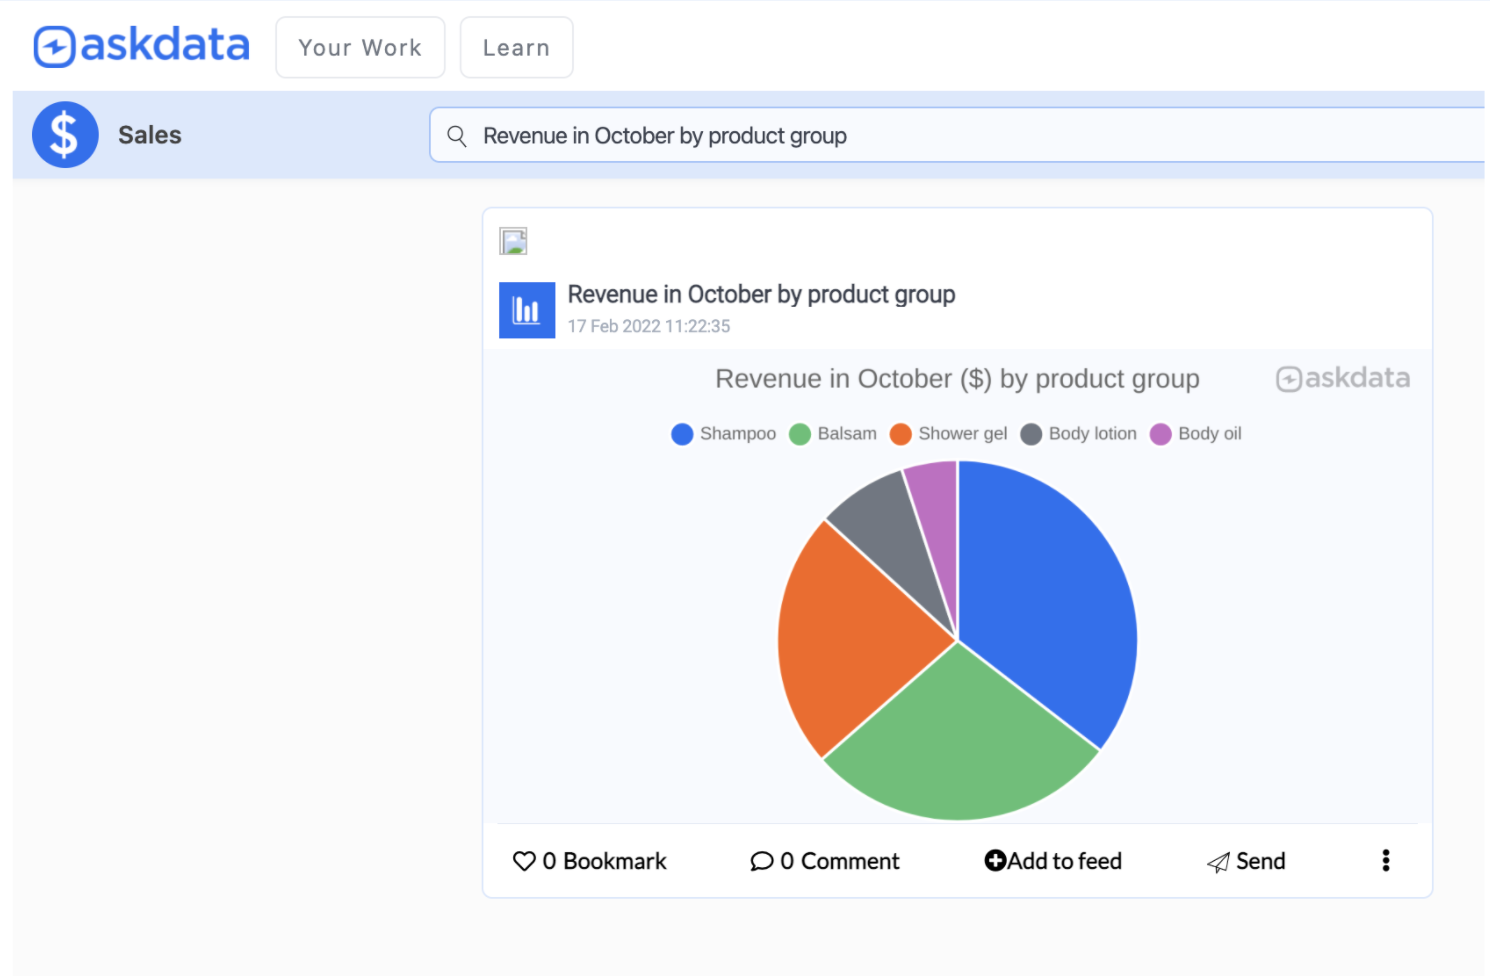 askdata
Your Work
Learn
Sales
Revenue in October by product group
Revenue in October by product group
17 Feb 2022 11:22:35
Revenue in October ($) by product group
askdata
Shampoo Balsam Shower gel Body lotion Body oil
0 Bookmark 0 Comment Add to feed Send